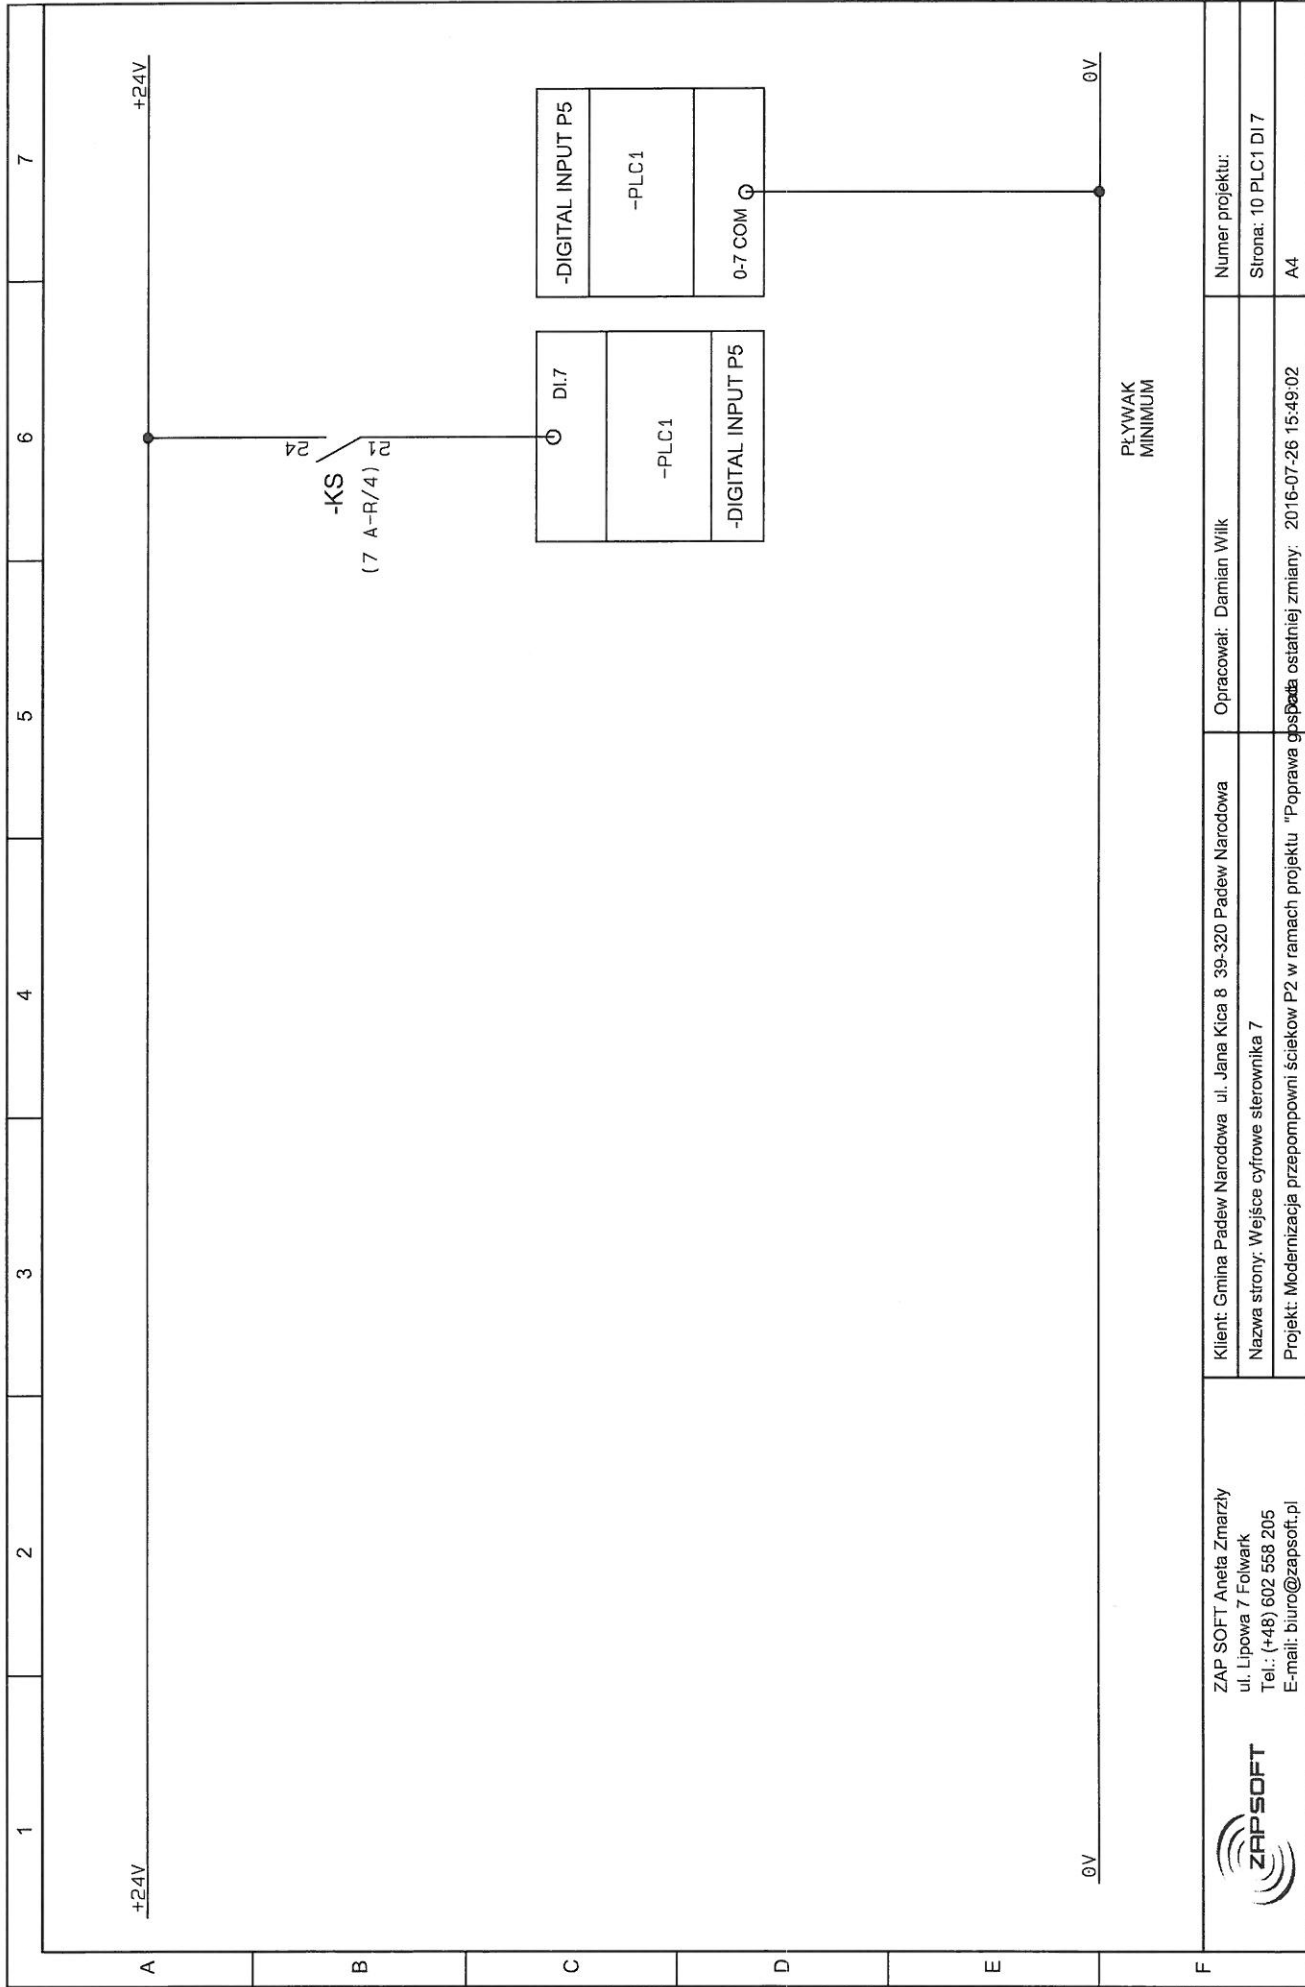 1
2
3
4
5
6
7
A
B
C
D
E
F
+24V
+24V
24
-KS
21
(7 A-R/4)
DI.7
-PLC1
-DIGITAL INPUT P5
-DIGITAL INPUT P5
-PLC1
0-7 COM
0V
0V
PŁYWAK
MINIMUM
ZAPSOFT
ZAP SOFT Aneta Zmarzły
ul. Lipowa 7 Folwark
Tel.: (+48) 602 558 205
E-mail: biuro@zapsoft.pl
Klient: Gmina Padew Narodowa ul. Jana Kica 8 39-320 Padew Narodowa
Opracował: Damian Wilk
Numer projektu:
Nazwa strony: Wejśce cyfrowe sterownika 7
Strona: 10 PLC1 DI 7
Projekt: Modernizacja przepompowni ściekow P2 w ramach projektu "Poprawa
ostatniej zmiany: 2016-07-26 15:49:02
A4